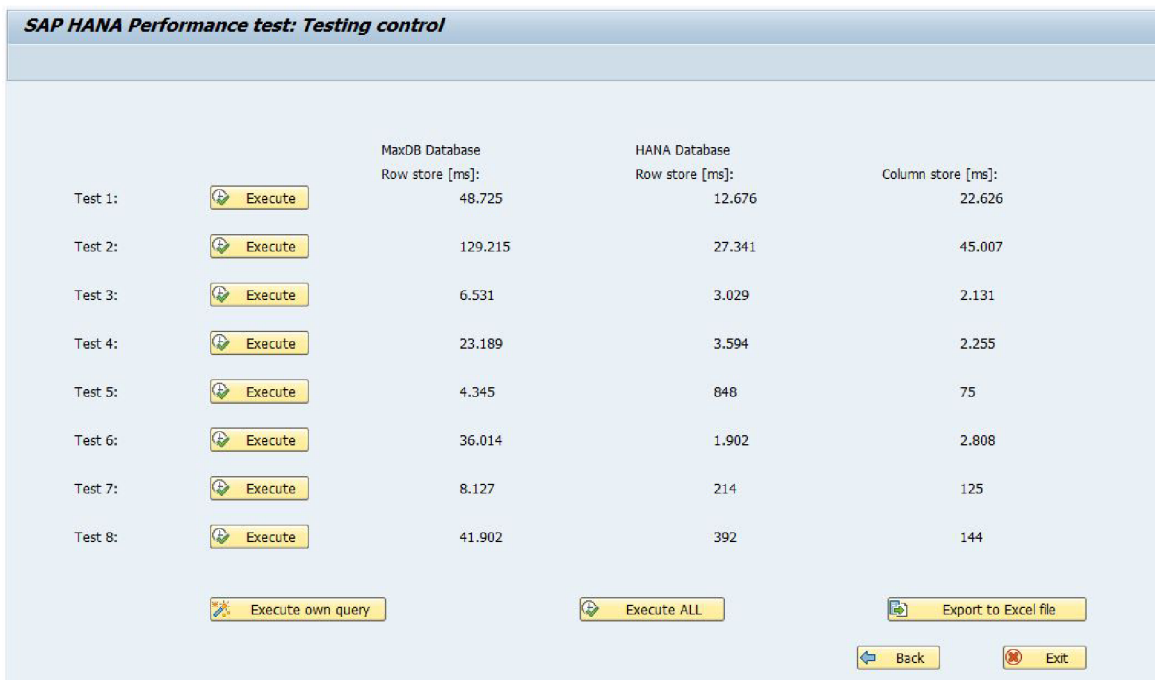 SAP HANA Performance test: Testing control
MaxDB Database HANA Database
Row store [ms]: Row store [ms]: Column store [ms]:
Test 1: Execute 48.725 12.676 22.626
Test 2: Execute 129.215 27.341 45.007
Test 3: Execute 6.531 3.029 2.131
Test 4: Execute 23.189 3.594 2.255
Test 5: Execute 4.345 848 75
Test 6: Execute 36.014 1.902 2.808
Test 7: Execute 8.127 214 125
Test 8: Execute 41.902 392 144
Execute own query Execute ALL Export to Excel file
Back Exit